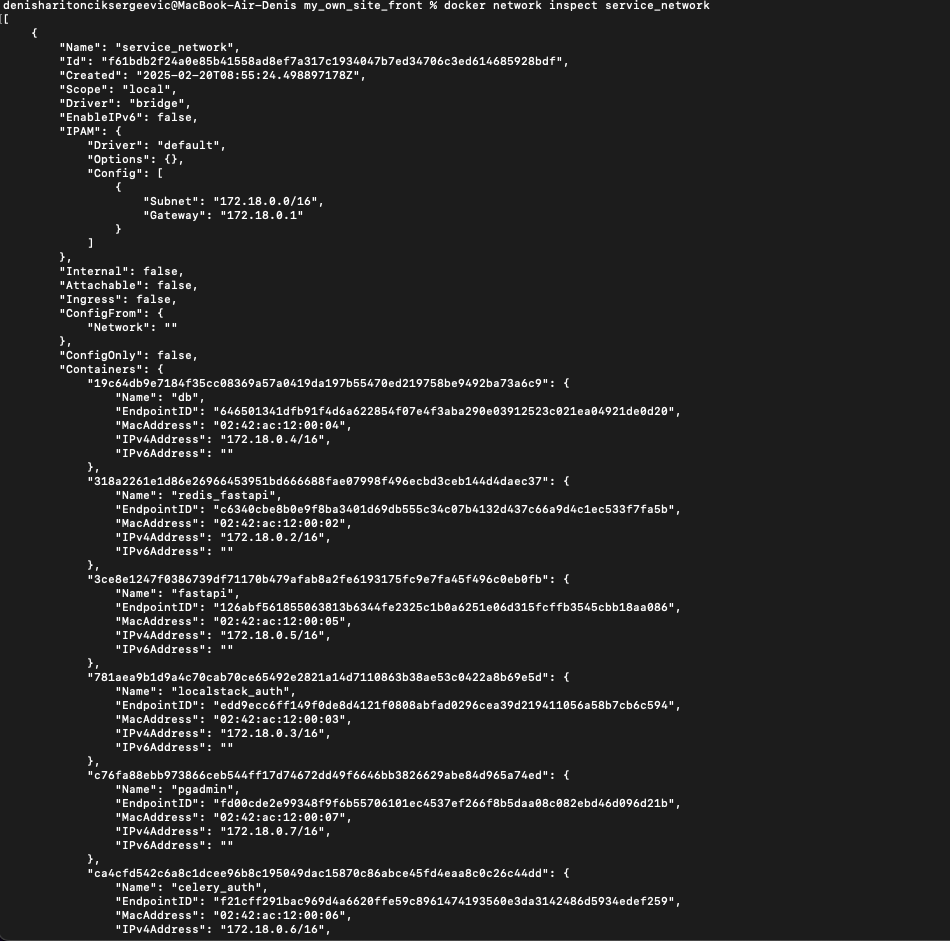 denisharitonciksergeevic@MacBook-Air-Denis my_own_site_front % docker network inspect service_network
[
    {
        "Name": "service_network",
        "Id": "f61bdb2f24a0e85b41558ad8ef7a317c1934047b7ed34706c3ed614685928bdf",
        "Created": "2025-02-20T08:55:24.498897178Z",
        "Scope": "local",
        "Driver": "bridge",
        "EnableIPv6": false,
        "IPAM": {
            "Driver": "default",
            "Options": {},
            "Config": [
                {
                    "Subnet": "172.18.0.0/16",
                    "Gateway": "172.18.0.1"
                }
            ]
        },
        "Internal": false,
        "Attachable": false,
        "Ingress": false,
        "ConfigFrom": {
            "Network": ""
        },
        "ConfigOnly": false,
        "Containers": {
            "19c64db9e7184f35cc08369a57a0419da197b55470ed219758be9492ba73a6c9": {
                "Name": "db",
                "EndpointID": "646501341dfb91f4d6a622854f07e4f3aba290e03912523c021ea04921de0d20",
                "MacAddress": "02:42:ac:12:00:04",
                "IPv4Address": "172.18.0.4/16",
                "IPv6Address": ""
            },
            "318a2261e1d86e26966453951bd666688fae07998f496ecbd3ceb144d4daec37": {
                "Name": "redis_fastapi",
                "EndpointID": "c6340cbe8b0e9f8ba3401d69db555c34c07b4132d437c66a9d4c1ec533f7fa5b",
                "MacAddress": "02:42:ac:12:00:02",
                "IPv4Address": "172.18.0.2/16",
                "IPv6Address": ""
            },
            "3ce8e1247f0386739df71170b479afab8a2fe6193175fc9e7fa45f496c0eb0fb": {
                "Name": "fastapi",
                "EndpointID": "126abf561855063813b6344fe2325c1b0a6251e06d315fcffb3545cbb18aa086",
                "MacAddress": "02:42:ac:12:00:05",
                "IPv4Address": "172.18.0.5/16",
                "IPv6Address": ""
            },
            "781aea9b1d9a4c70cab70ce65492e2821a14d7110863b38ae53c0422a8b69e5d": {
                "Name": "localstack_auth",
                "EndpointID": "edd9ecc6ff149f0de8d4121f0808abfad0296cea39d219411056a58b7cb6c594",
                "MacAddress": "02:42:ac:12:00:03",
                "IPv4Address": "172.18.0.3/16",
                "IPv6Address": ""
            },
            "c76fa88ebb973866ceb544ff17d74672dd49f6646bb3826629abe84d965a74ed": {
                "Name": "pgadmin",
                "EndpointID": "fd00cde2e99348f9f6b55706101ec4537ef266f8b5daa08c082ebd46d096d21b",
                "MacAddress": "02:42:ac:12:00:07",
                "IPv4Address": "172.18.0.7/16",
                "IPv6Address": ""
            },
            "ca4cfd542c6a8c1dcee96b8c195049dac15870c86abce45fd4eaa8c0c26c44dd": {
                "Name": "celery_auth",
                "EndpointID": "f21cff291bac969d4a6620ffe59c8961474193560e3da3142486d5934edef259",
                "MacAddress": "02:42:ac:12:00:06",
                "IPv4Address": "172.18.0.6/16",